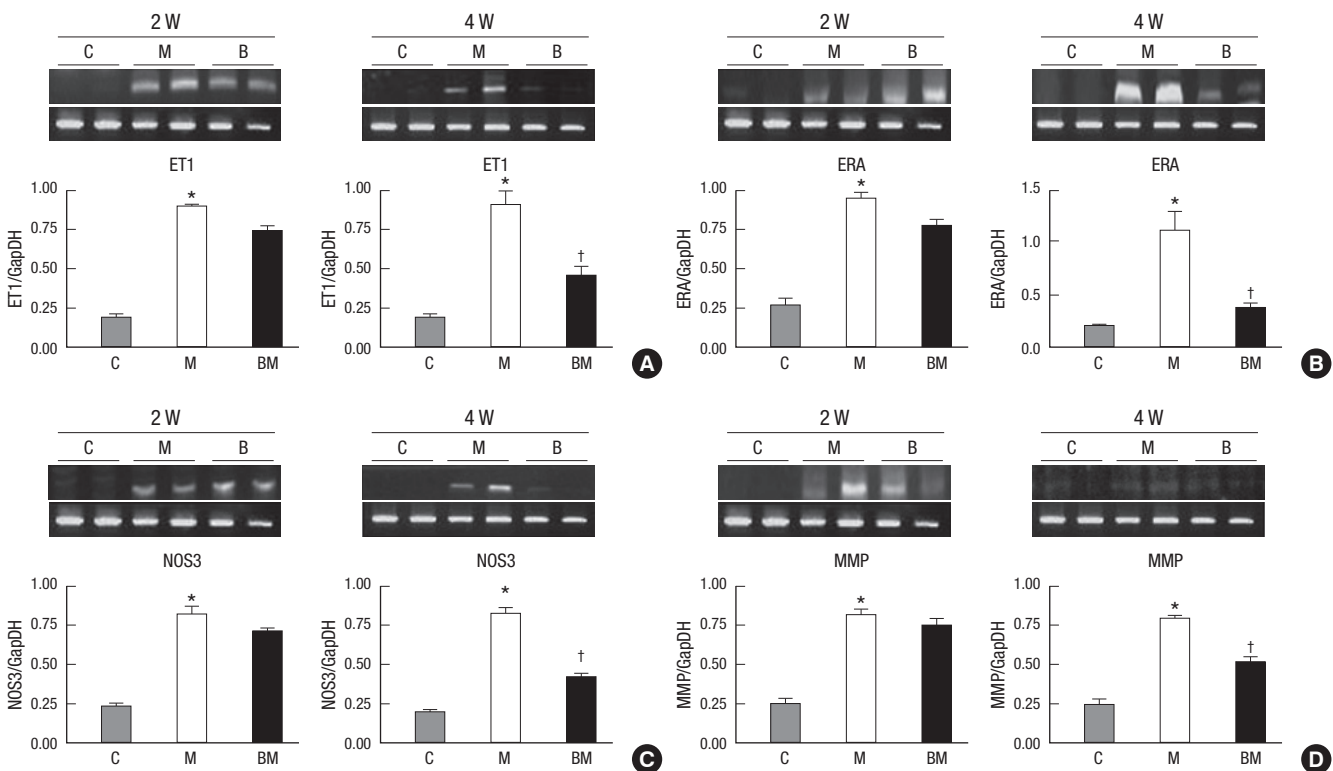 2 W
C M B
ET1
ET1/GapDH
1.00
0.75
0.50
0.25
0.00
*
C M BM
4 W
C M B
ET1
ET1/GapDH
1.00
0.75
0.50
0.25
0.00
*
†
C M BM
A
2 W
C M B
ERA
ERA/GapDH
1.00
0.75
0.50
0.25
0.00
*
C M BM
4 W
C M B
ERA
ERA/GapDH
1.5
1.0
0.5
0.0
*
†
C M BM
B
2 W
C M B
NOS3
NOS3/GapDH
1.00
0.75
0.50
0.25
0.00
*
C M BM
4 W
C M B
NOS3
NOS3/GapDH
1.00
0.75
0.50
0.25
0.00
*
†
C M BM
C
2 W
C M B
MMP
MMP/GapDH
1.00
0.75
0.50
0.25
0.00
*
C M BM
4 W
C M B
MMP
MMP/GapDH
1.00
0.75
0.50
0.25
0.00
*
†
C M BM
D